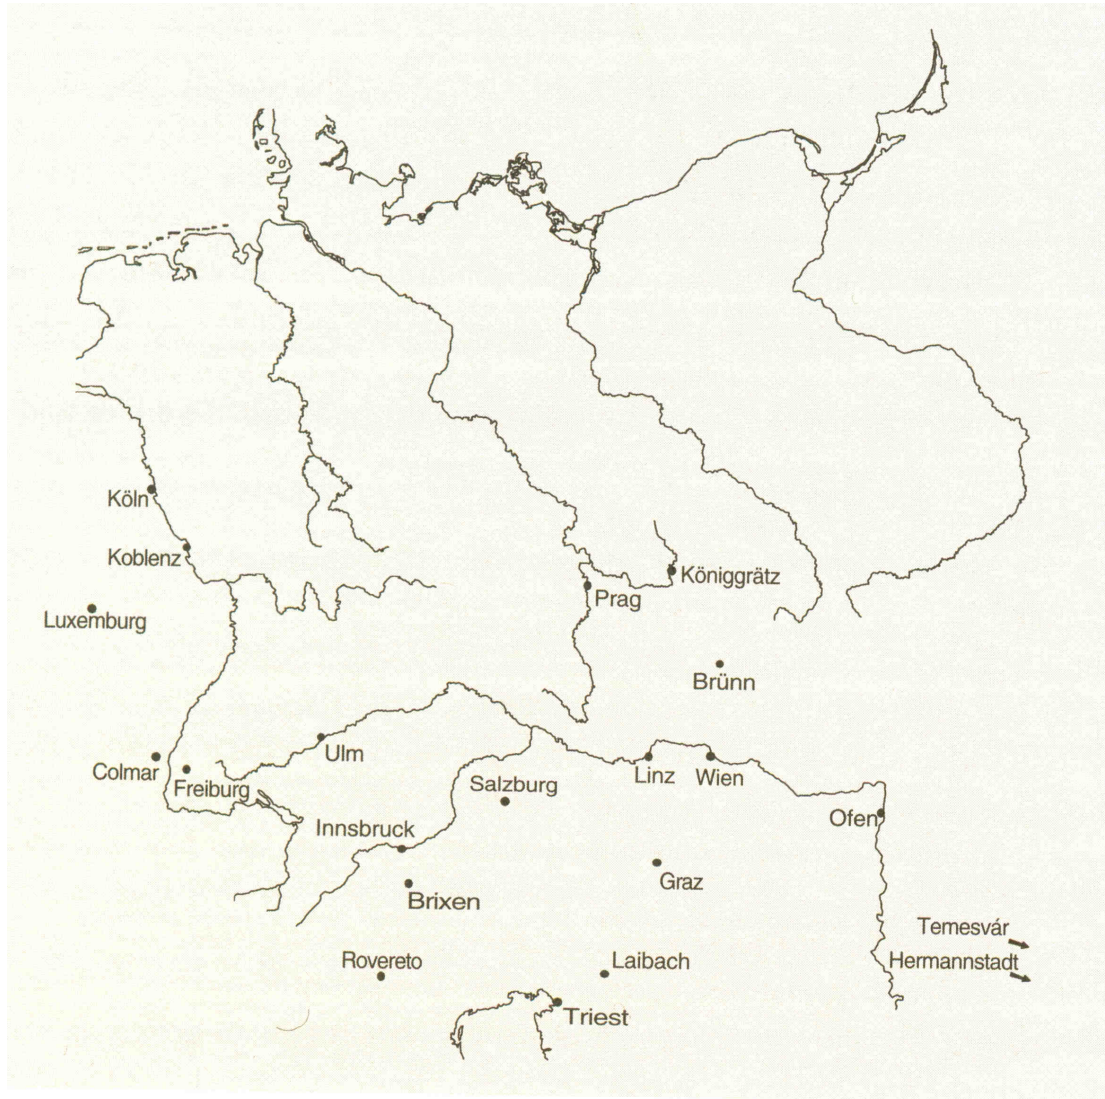 Köln
Koblenz
Luxemburg
Königgrätz
Prag
Brünn
Ulm
Colmar
Freiburg
Salzburg
Linz
Wien
Innsbruck
Ofen
Graz
Brixen
Temesvár
Rovereto
Laibach
Hermannstadt
Triest